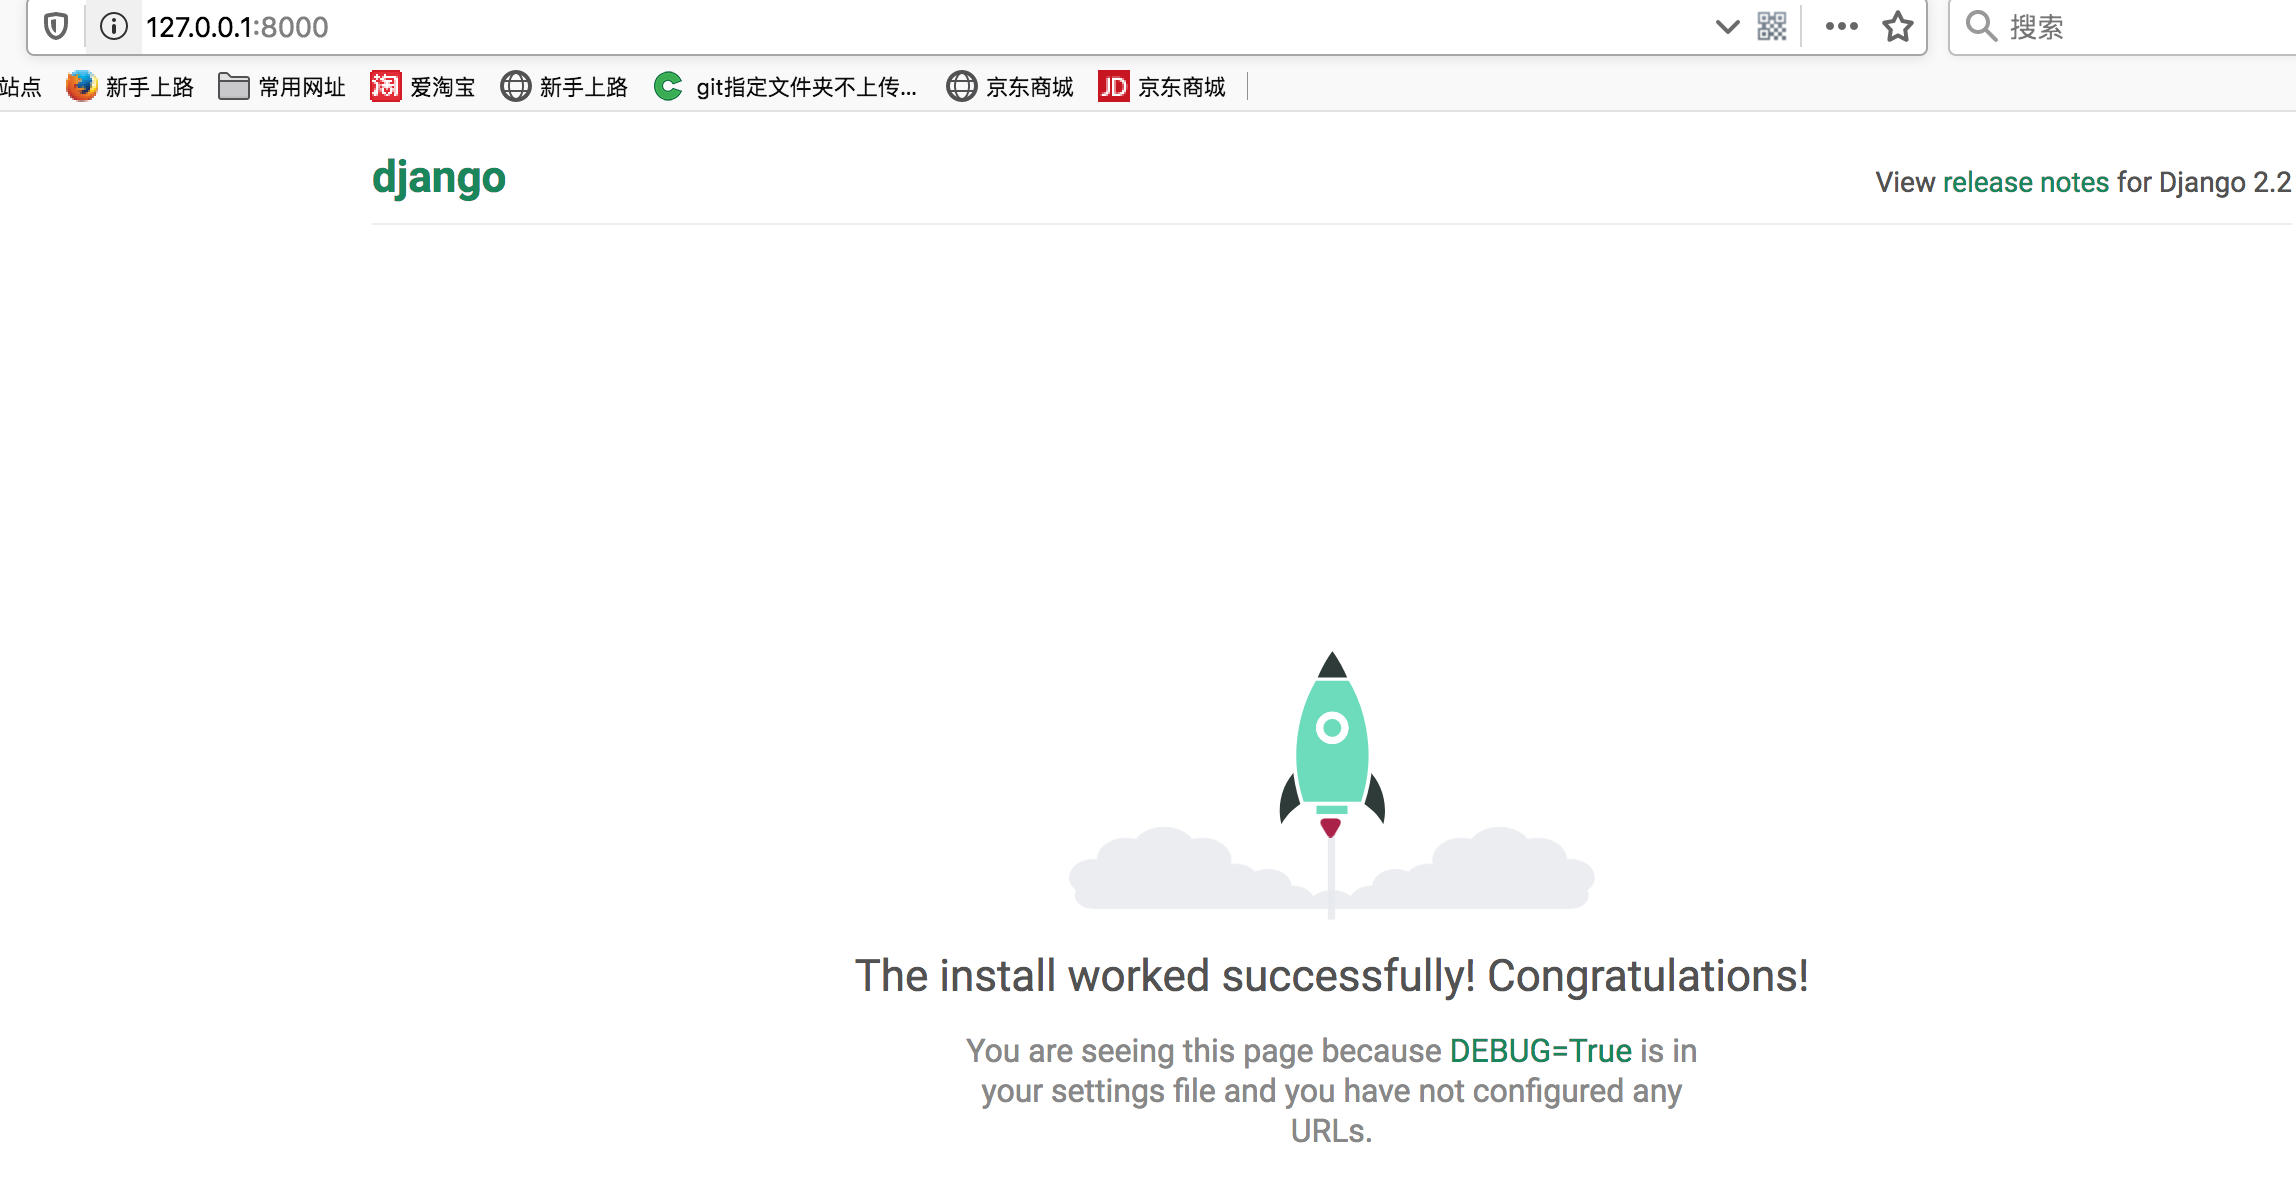 127.0.0.1:8000
搜索
站点 新手上路 常用网址 淘 爱淘宝 新手上路 C git指定文件夹不上传... 京东商城 JD 京东商城
django
View release notes for Django 2.2
The install worked successfully! Congratulations!
You are seeing this page because DEBUG=True is in
your settings file and you have not configured any
URLs.